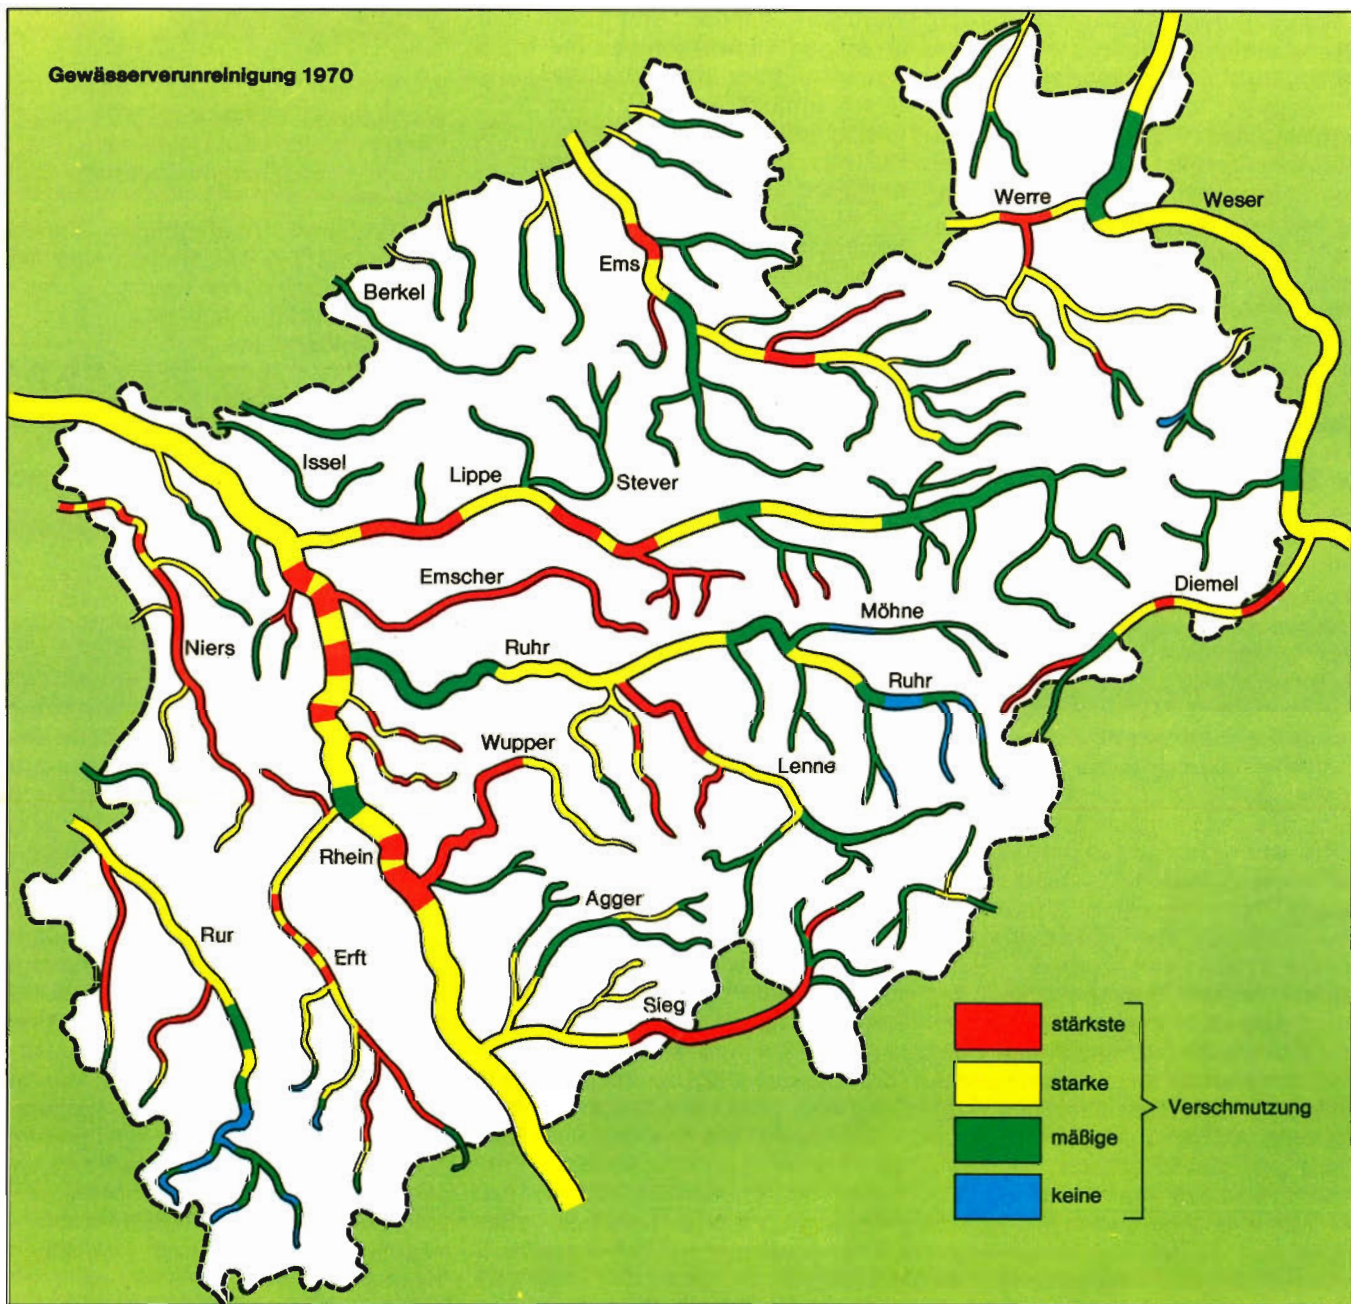 Gewässerverunreinigung 1970
Werre
Weser
Ems
Berkel
Issel
Lippe
Stever
Emscher
Möhne
Diemel
Niers
Ruhr
Ruhr
Wupper
Lenne
Rhein
Agger
Rur
Erft
Sieg
stärkste
starke
mäßige
keine
Verschmutzung